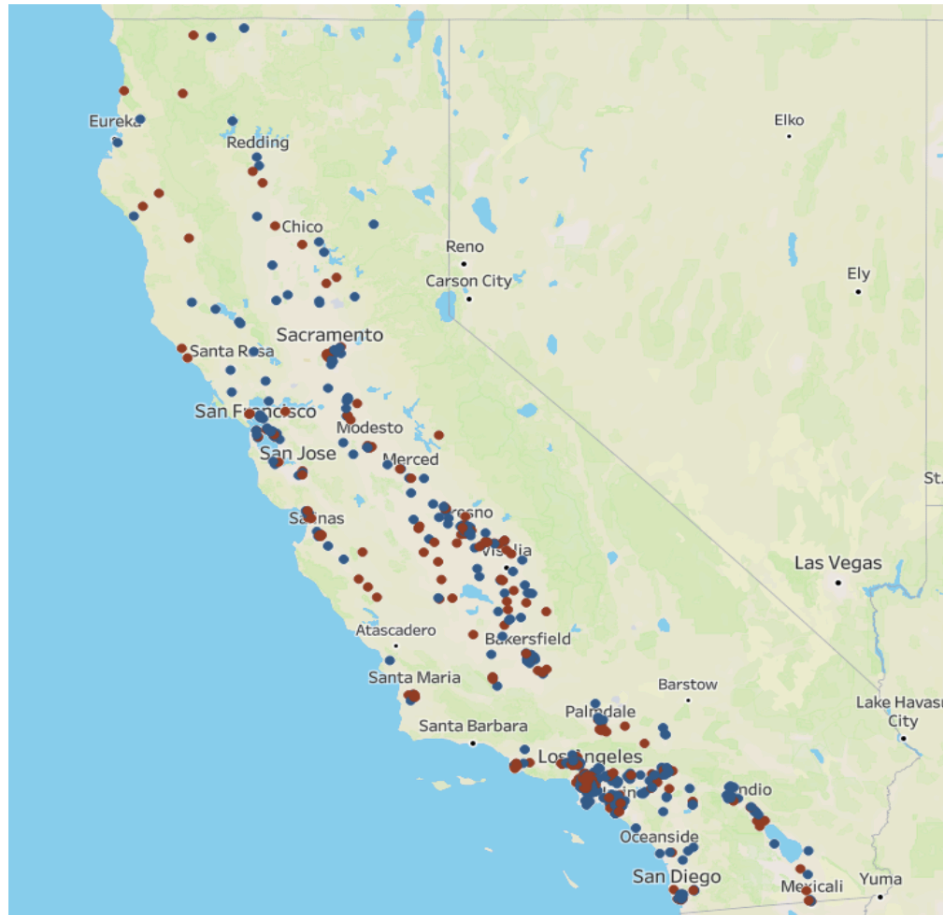 Eureka
Redding
Elko
Chico
Reno
Carson City
Ely
Sacramento
Santa Rosa
San Francisco
Modesto
San Jose
Merced
St.
Salinas
Fresno
Visalia
Las Vegas
Atascadero
Bakersfield
Santa Maria
Barstow
Lake Havasu
City
Palmdale
Santa Barbara
Los Angeles
Indio
Oceanside
San Diego
Mexicali
Yuma